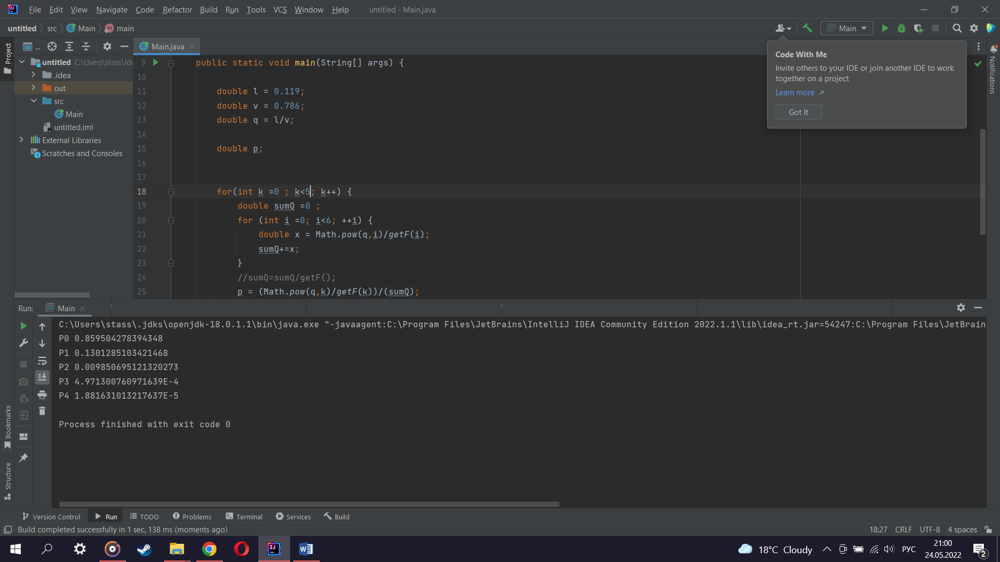 File Edit View Navigate Code Refactor Build Run Tools VCS Window Help untitled - Main.java
untitled src Main main
Main
Project
... Main.java
Code With Me
Invite others to your IDE or join another IDE to work
together on a project
Learn more
Got It
Notifications
untitled C:\Users\stass\Ide
.idea
out
src
Main
untitled.iml
External Libraries
Scratches and Consoles
9 public static void main(String[] args) {
10
11 double l = 0.119;
12 double v = 0.786;
13 double q = l/v;
14
15 double p;
16
17
18 for(int k =0 ; k<5; k++) {
19 double sumQ =0 ;
20 for (int i =0; i<6; ++i) {
21 double x = Math.pow(q,i)/getF(i);
22 sumQ+=x;
23 }
24 //sumQ=sumQ/getF();
25 p = (Math.pow(q,k)/getF(k))/(sumQ);
Run: Main
C:\Users\stass\.jdks\openjdk-18.0.1.1\bin\java.exe "-javaagent:C:\Program Files\JetBrains\IntelliJ IDEA Community Edition 2022.1.1\lib\idea_rt.jar=54247:C:\Program Files\JetBrain
P0 0.859504278394348
P1 0.1301285103421468
P2 0.009850695121320273
P3 4.971300760971639E-4
P4 1.881631013217637E-5
Process finished with exit code 0
Bookmarks
Structure
Version Control Run TODO Problems Terminal Services Build
Build completed successfully in 1 sec, 138 ms (moments ago) 18:27 CRLF UTF-8 4 spaces
18°C Cloudy РУС 21:00
24.05.2022
2